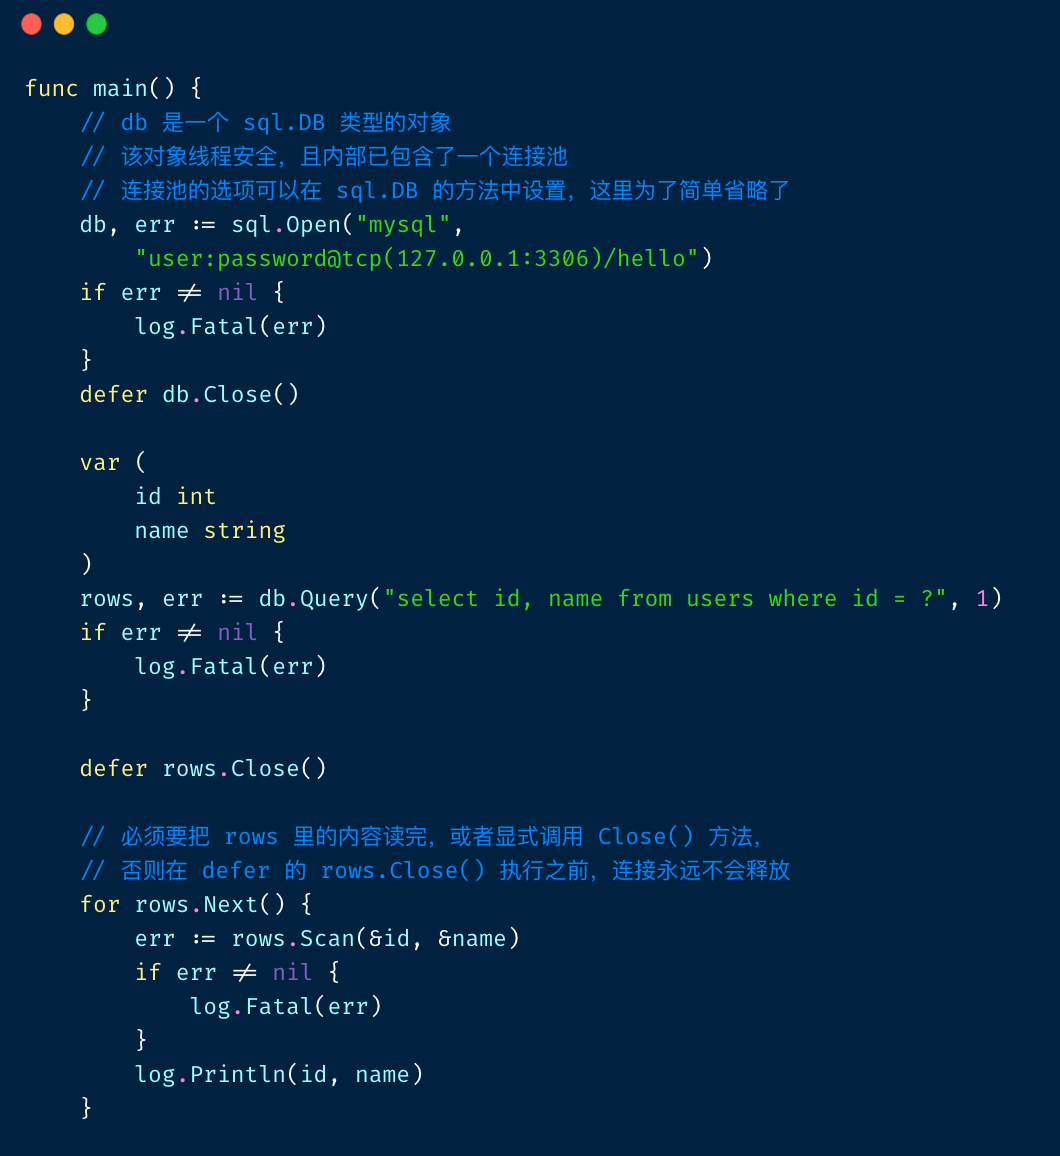 func main() {
    // db 是一个 sql.DB 类型的对象
    // 该对象线程安全，且内部已包含了一个连接池
    // 连接池的选项可以在 sql.DB 的方法中设置，这里为了简单省略了
    db, err := sql.Open("mysql",
        "user:password@tcp(127.0.0.1:3306)/hello")
    if err != nil {
        log.Fatal(err)
    }
    defer db.Close()

    var (
        id int
        name string
    )
    rows, err := db.Query("select id, name from users where id = ?", 1)
    if err != nil {
        log.Fatal(err)
    }

    defer rows.Close()

    // 必须要把 rows 里的内容读完，或者显式调用 Close() 方法，
    // 否则在 defer 的 rows.Close() 执行之前，连接永远不会释放
    for rows.Next() {
        err := rows.Scan(&id, &name)
        if err != nil {
            log.Fatal(err)
        }
        log.Println(id, name)
    }